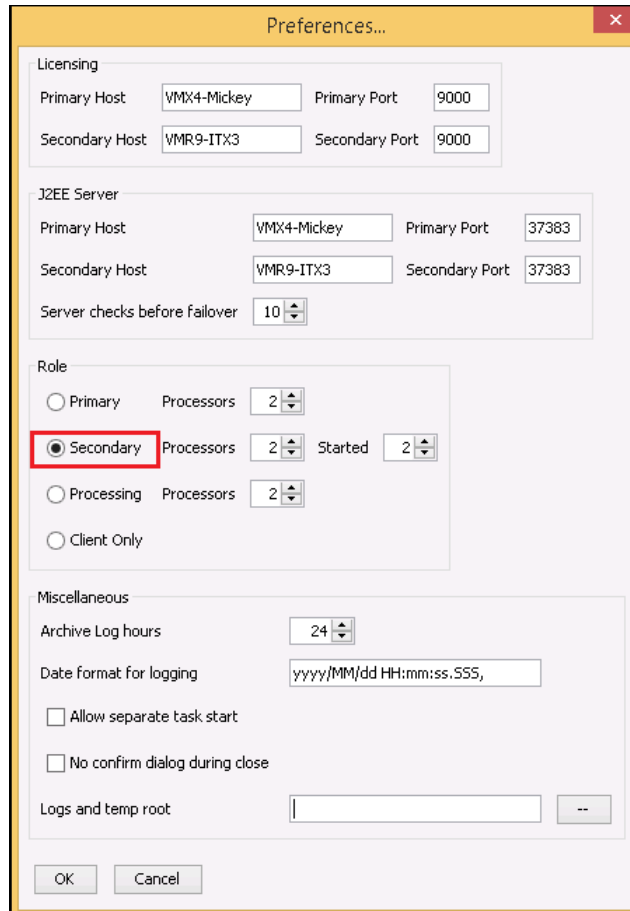 Preferences...
x
Licensing
Primary Host VMX4-Mickey Primary Port 9000
Secondary Host VMR9-ITX3 Secondary Port 9000
J2EE Server
Primary Host VMX4-Mickey Primary Port 37383
Secondary Host VMR9-ITX3 Secondary Port 37383
Server checks before failover 10
Role
Primary Processors 2
Secondary Processors 2 Started 2
Processing Processors 2
Client Only
Miscellaneous
Archive Log hours 24
Date format for logging yyyy/MM/dd HH:mm:ss.SSS,
Allow separate task start
No confirm dialog during close
Logs and temp root --
OK Cancel